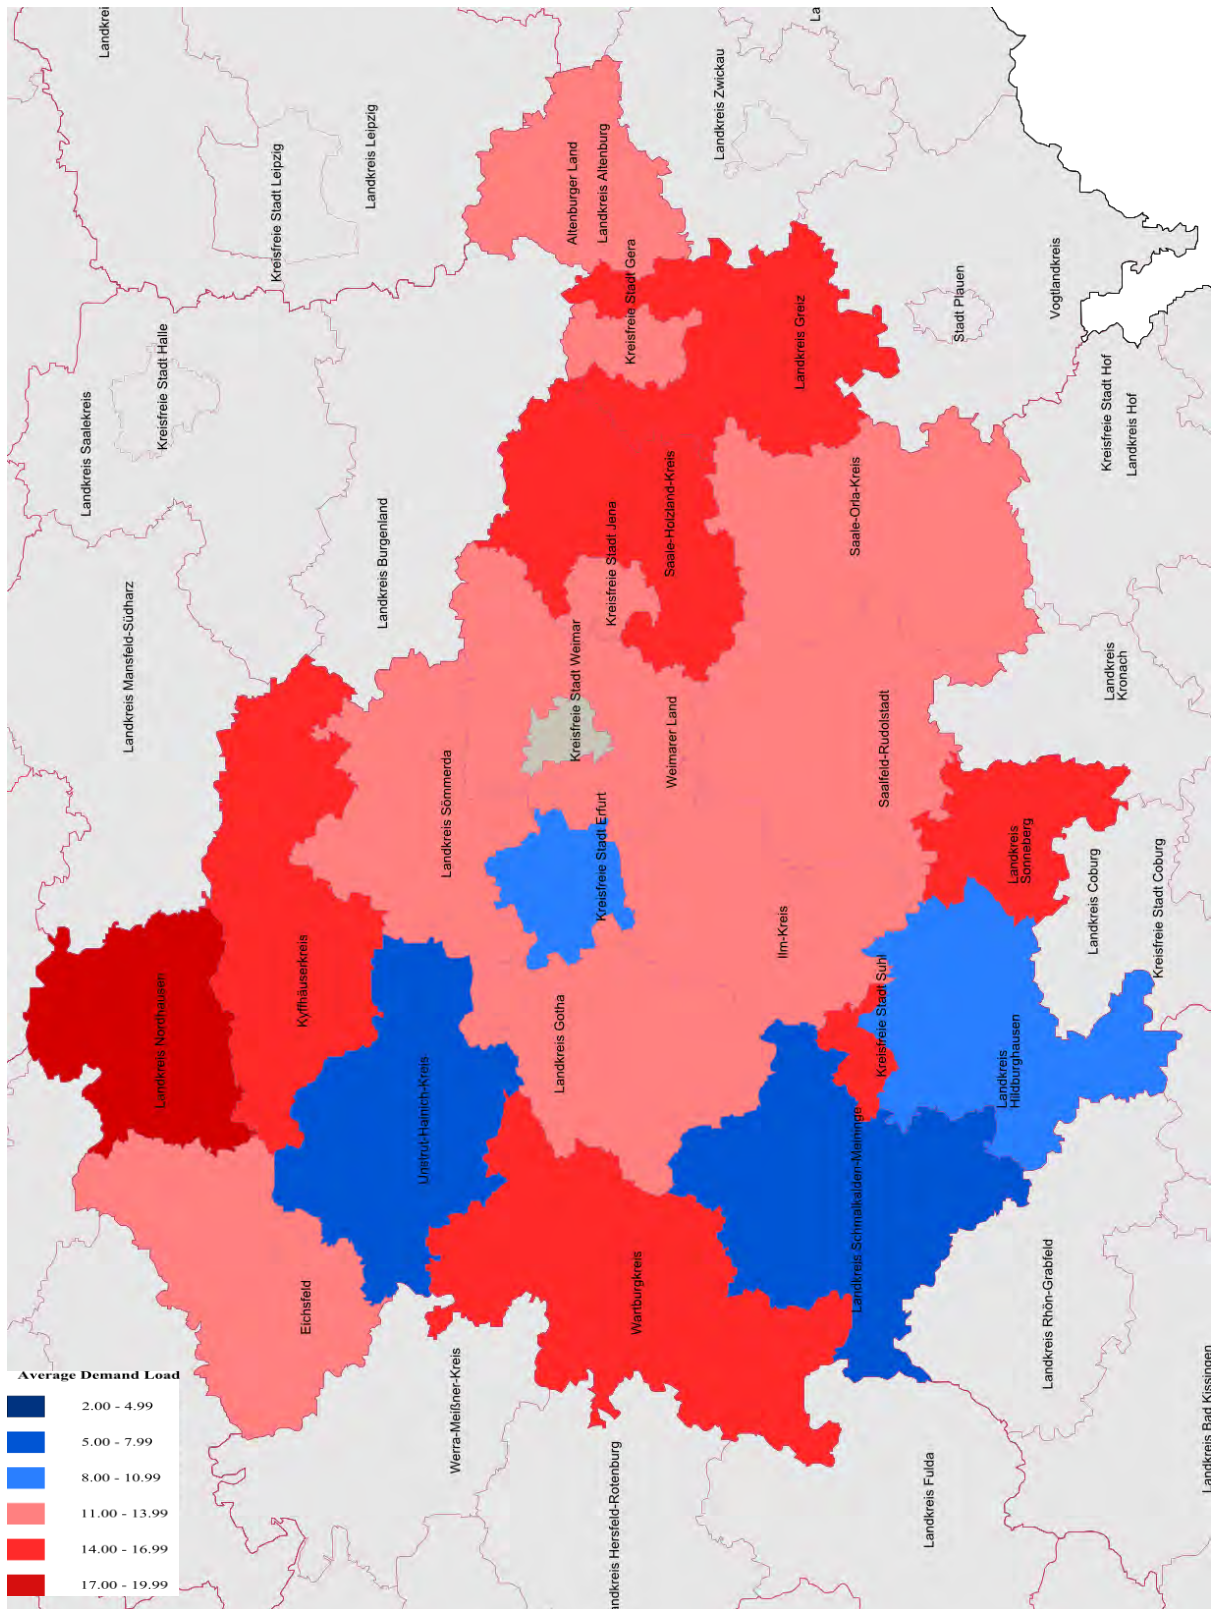 Landkrei
Kreisfreie Stadt Leipzig
Landkreis Leipzig
Altenburger Land
Landkreis Altenburg
Landkreis Zwickau
La
Kreisfreie Stadt Gera
Landkreis Greiz
Stadt Plauen
Vogtlandkreis
Landkreis Saalekreis
Kreisfreie Stadt Halle
Landkreis Burgenland
Kreisfreie Stadt Jena
Saale-Holzland-Kreis
Saale-Orla-Kreis
Kreisfreie Stadt Hof
Landkreis Hof
Landkreis Mansfeld-Südharz
Kreisfreie Stadt Weimar
Landkreis Sömmerda
Weimarer Land
Saalfeld-Rudolstadt
Landkreis
Kronach
Kreisfreie Stadt Erfurt
Landkreis
Sonneberg
Landkreis Coburg
Kreisfreie Stadt Coburg
Landkreis Nordhausen
Kyffhäuserkreis
Landkreis Gotha
Ilm-Kreis
Kreisfreie Stadt Suhl
Landkreis
Hildburghausen
Unstrut-Hainich-Kreis
Landkreis Schmalkalden-Meininge
Eichsfeld
Wartburgkreis
Landkreis Rhön-Grabfeld
Werra-Meißner-Kreis
andkreis Hersfeld-Rotenburg
Landkreis Fulda
Landkreis Bad Kissingen
Average Demand Load
2.00 - 4.99
5.00 - 7.99
8.00 - 10.99
11.00 - 13.99
14.00 - 16.99
17.00 - 19.99